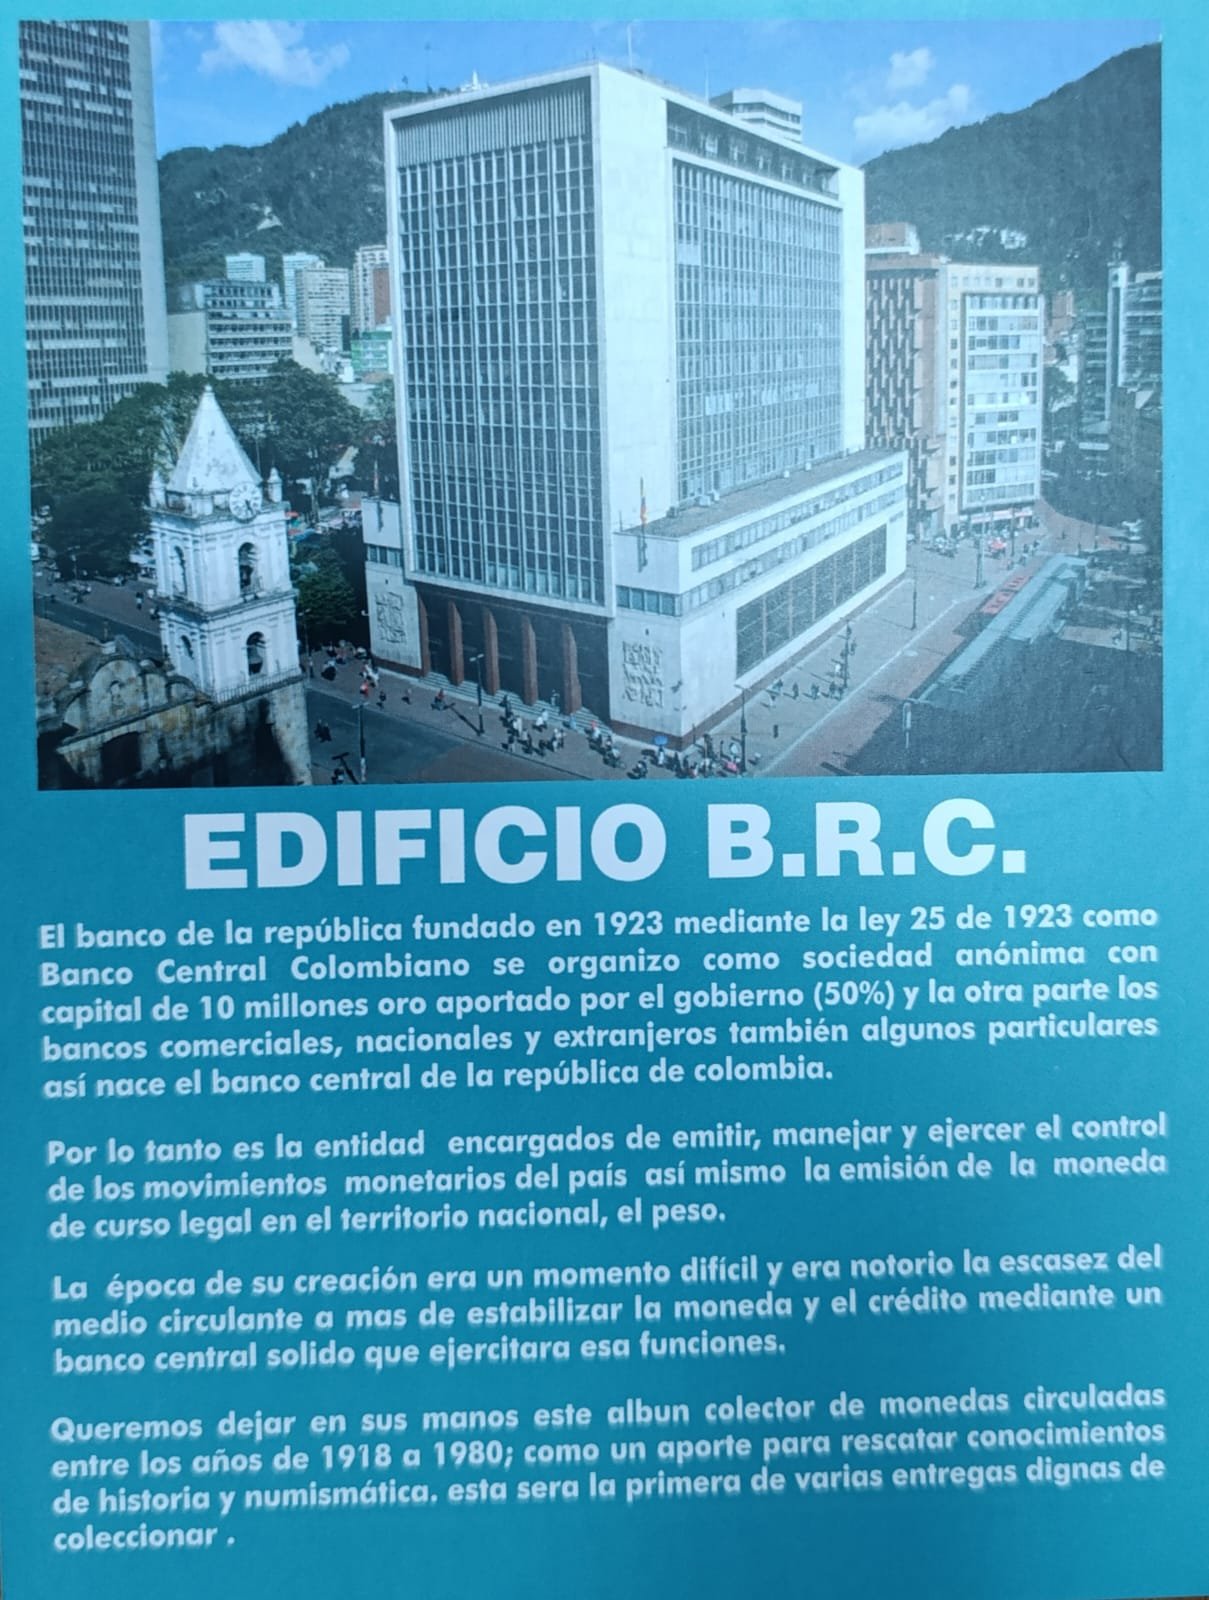 EDIFICIO B.R.C.
El banco de la república fundado en 1923 mediante la ley 25 de 1923 como
Banco Central Colombiano se organizo como sociedad anónima con
capital de 10 millones oro aportado por el gobierno (50%) y la otra parte los
bancos comerciales, nacionales y extranjeros también algunos particulares
así nace el banco central de la república de colombia.
Por lo tanto es la entidad encargados de emitir, manejar y ejercer el control
de los movimientos monetarios del país así mismo la emisión de la moneda
de curso legal en el territorio nacional, el peso.
La época de su creación era un momento difícil y era notorio la escasez del
medio circulante a mas de estabilizar la moneda y el crédito mediante un
banco central solido que ejercitara esa funciones.
Queremos dejar en sus manos este albun colector de monedas circuladas
entre los años de 1918 a 1980; como un aporte para rescatar conocimientos
de historia y numismática. esta sera la primera de varias entregas dignas de
coleccionar .